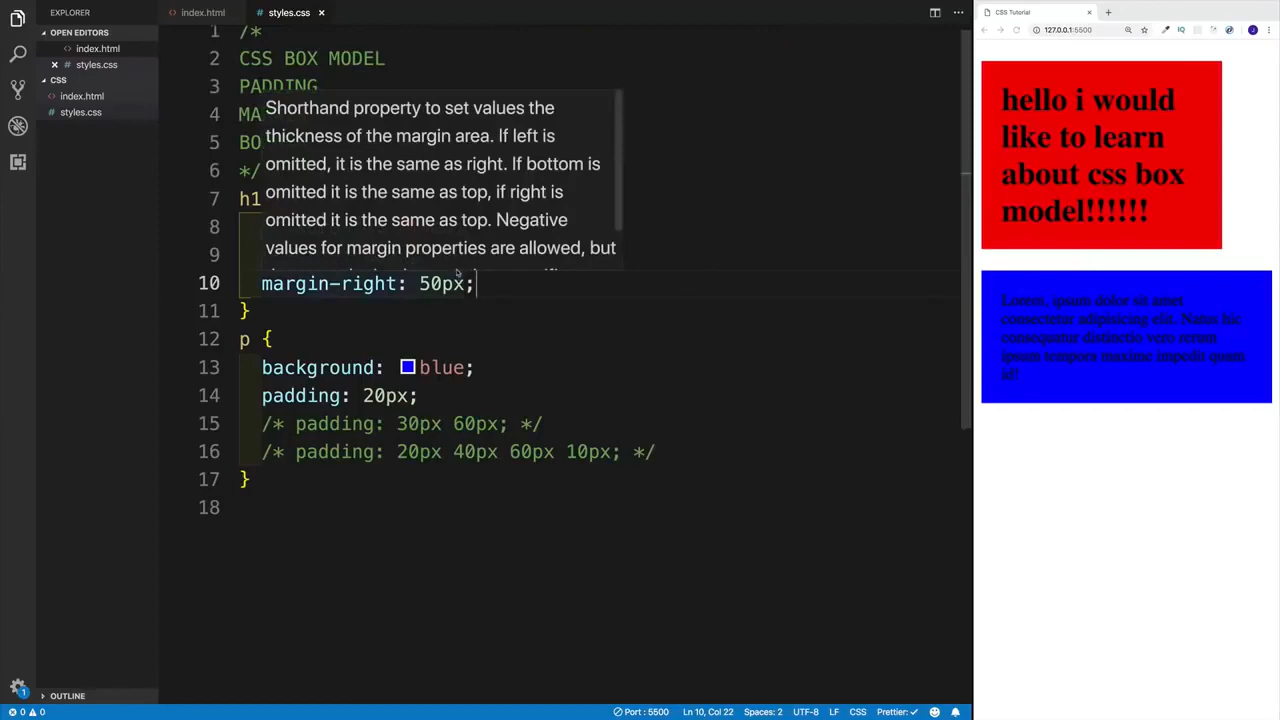 EXPLORER
OPEN EDITORS
index.html
styles.css
CSS
index.html
styles.css
OUTLINE
index.html
styles.css
1 /*
2 CSS BOX MODEL
3 PADDING
4 MA
5 BO
6 */
7 h1
8
9
10 margin-right: 50px;
11 }
12 p {
13 background: blue;
14 padding: 20px;
15 /* padding: 30px 60px; */
16 /* padding: 20px 40px 60px 10px; */
17 }
18
Shorthand property to set values the
thickness of the margin area. If left is
omitted, it is the same as right. If bottom is
omitted it is the same as top, if right is
omitted it is the same as top. Negative
values for margin properties are allowed, but
CSS Tutorial
127.0.0.1:5500
hello i would
like to learn
about css box
model!!!!!!
Lorem, ipsum dolor sit amet
consectetur adipisicing elit. Natus hic
consequatur distinctio vero rerum
ipsum tempora maxime impedit quam
id!
1
0 0
Port : 5500
Ln 10, Col 22
Spaces: 2
UTF-8
LF
CSS
Prettier: ✓